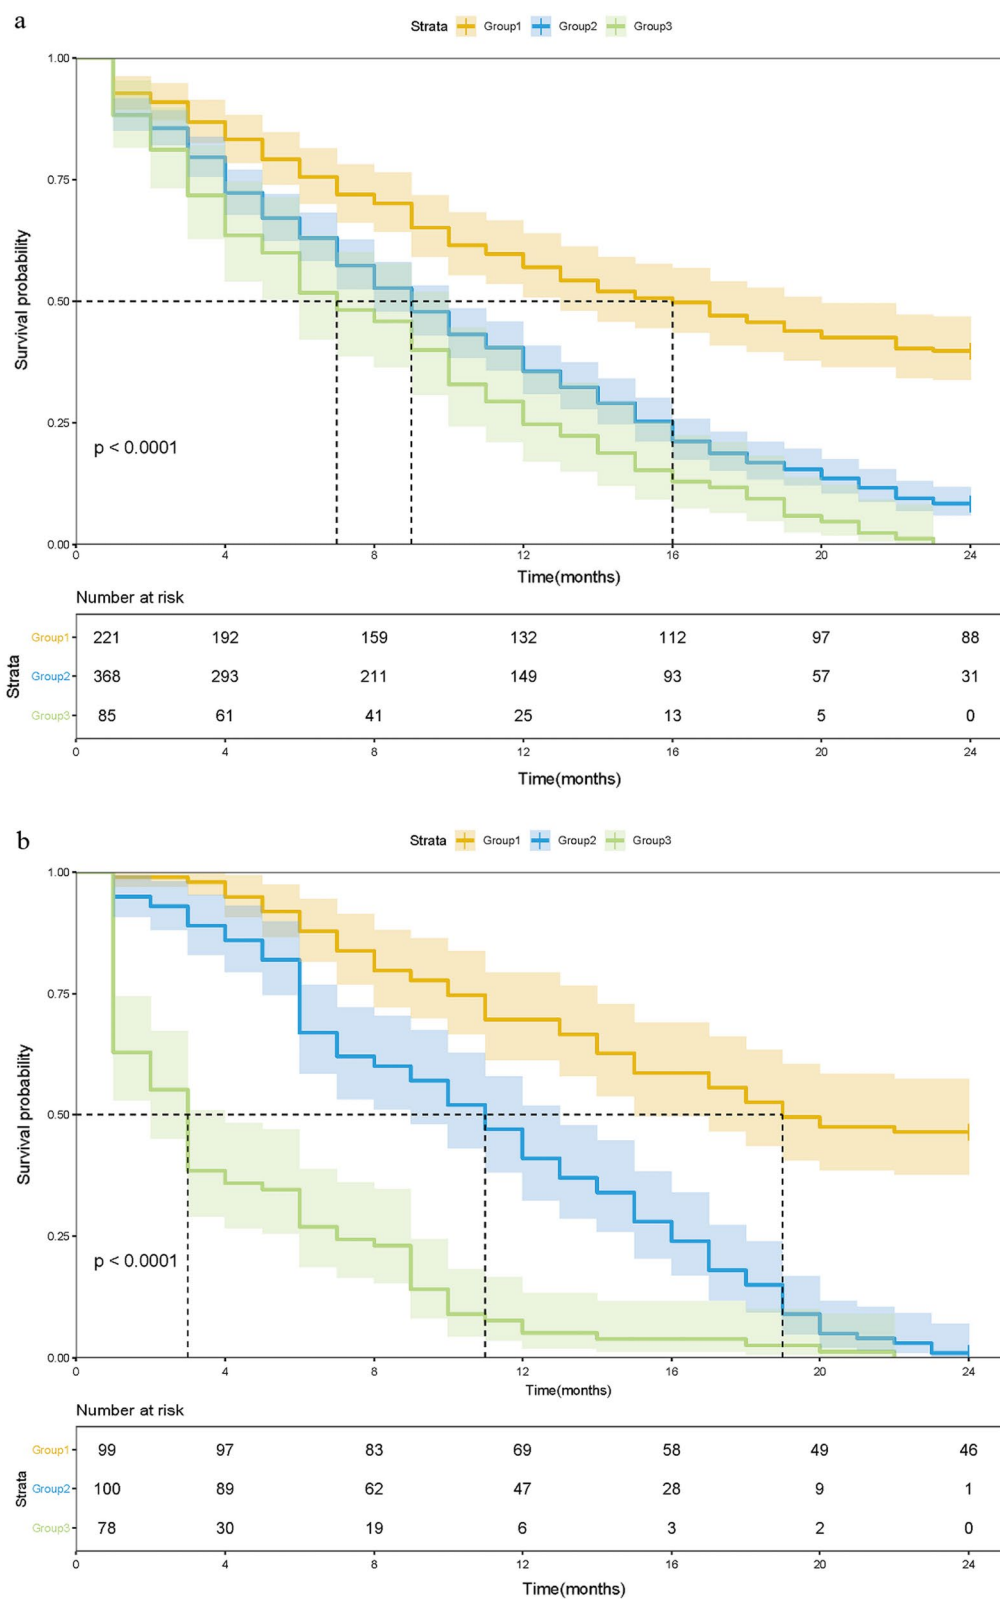 a
Strata Group1 Group2 Group3
1.00
0.75
0.50
0.25
0.00
Survival probability
p < 0.0001
0 4 8 12 16 20 24
Time(months)
Number at risk
Strata
Group1 221 192 159 132 112 97 88
Group2 368 293 211 149 93 57 31
Group3 85 61 41 25 13 5 0
0 4 8 12 16 20 24
Time(months)
b
Strata Group1 Group2 Group3
1.00
0.75
0.50
0.25
0.00
Survival probability
p < 0.0001
0 4 8 12 16 20 24
Time(months)
Number at risk
Strata
Group1 99 97 83 69 58 49 46
Group2 100 89 62 47 28 9 1
Group3 78 30 19 6 3 2 0
0 4 8 12 16 20 24
Time(months)